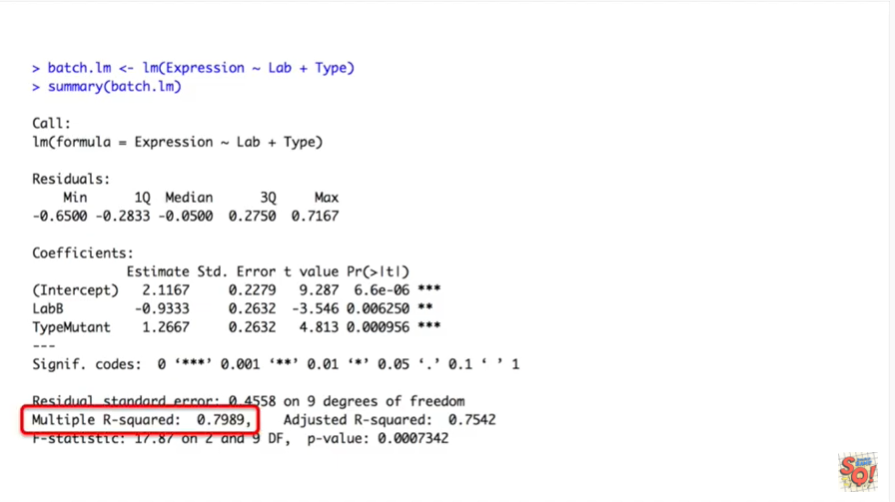 > batch.lm <- lm(Expression ~ Lab + Type)
> summary(batch.lm)
Call:
lm(formula = Expression ~ Lab + Type)
Residuals:
Min 1Q Median 3Q Max
-0.6500 -0.2833 -0.0500 0.2750 0.7167
Coefficients:
Estimate Std. Error t value Pr(>|t|)
(Intercept) 2.1167 0.2279 9.287 6.6e-06 ***
LabB -0.9333 0.2632 -3.546 0.006250 **
TypeMutant 1.2667 0.2632 4.813 0.000956 ***
---
Signif. codes: 0 ‘***’ 0.001 ‘**’ 0.01 ‘*’ 0.05 ‘.’ 0.1 ‘ ’ 1
Residual standard error: 0.4558 on 9 degrees of freedom
Multiple R-squared: 0.7989, Adjusted R-squared: 0.7542
F-statistic: 17.87 on 2 and 9 DF, p-value: 0.0007342
SQ!